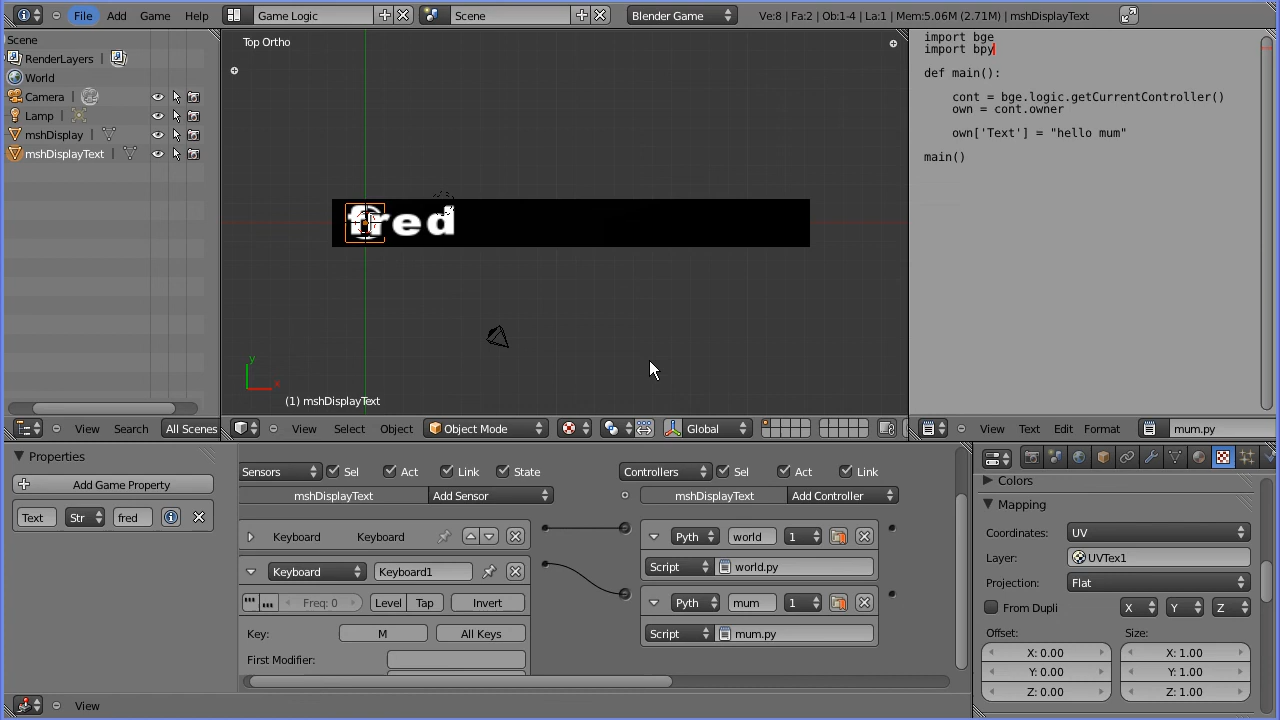 File Add Game Help Game Logic Scene Blender Game Ve:8 | Fa:2 | Ob:1-4 | La:1 | Mem:5.06M (2.71M) | mshDisplayText
Scene
RenderLayers |
World
Camera |
Lamp |
mshDisplay |
mshDisplayText |
View Search All Scenes
Top Ortho
fred
y
x
(1) mshDisplayText
View Select Object Object Mode Global
import bge
import bpy
def main():
cont = bge.logic.getCurrentController()
own = cont.owner
own['Text'] = "hello mum"
main()
View Text Edit Format mum.py
Properties
Add Game Property
Text Str fred
Sensors Sel Act Link State
mshDisplayText Add Sensor
Keyboard Keyboard
Keyboard Keyboard1
Freq: 0 Level Tap Invert
Key: M All Keys
First Modifier:
Controllers Sel Act Link
mshDisplayText Add Controller
Pyth world 1
Script world.py
Pyth mum 1
Script mum.py
View
Colors
Mapping
Coordinates: UV
Layer: UVTex1
Projection: Flat
From Dupli X Y Z
Offset: Size:
X: 0.00 X: 1.00
Y: 0.00 Y: 1.00
Z: 0.00 Z: 1.00